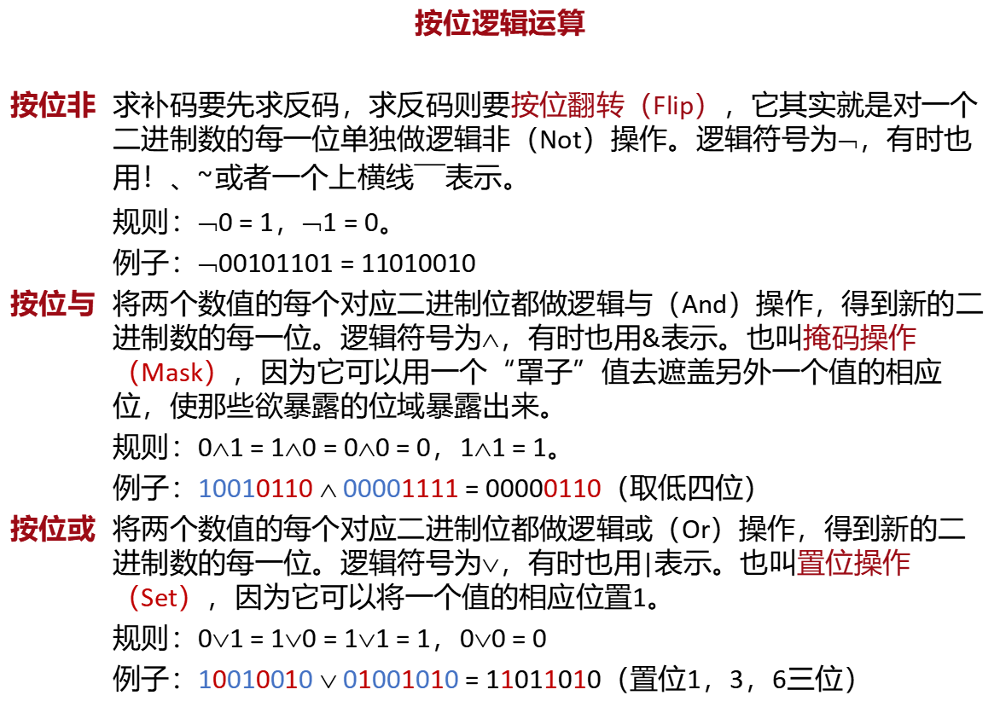 按位逻辑运算
按位非 求补码要先求反码，求反码则要按位翻转（Flip），它其实就是对一个
二进制数的每一位单独做逻辑非（Not）操作。逻辑符号为¬，有时也
用！、~或者一个上横线‾‾表示。
规则：¬0 = 1，¬1 = 0。
例子：¬00101101 = 11010010
按位与 将两个数值的每个对应二进制位都做逻辑与（And）操作，得到新的二
进制数的每一位。逻辑符号为∧，有时也用&表示。也叫掩码操作
（Mask），因为它可以用一个“罩子”值去遮盖另外一个值的相应
位，使那些欲暴露的位域暴露出来。
规则：0∧1 = 1∧0 = 0∧0 = 0，1∧1 = 1。
例子：10010110 ∧ 00001111 = 00000110（取低四位）
按位或 将两个数值的每个对应二进制位都做逻辑或（Or）操作，得到新的二
进制数的每一位。逻辑符号为∨，有时也用|表示。也叫置位操作
（Set），因为它可以将一个值的相应位置1。
规则：0∨1 = 1∨0 = 1∨1 = 1，0∨0 = 0
例子：10010010 ∨ 01001010 = 11011010（置位1，3，6三位）